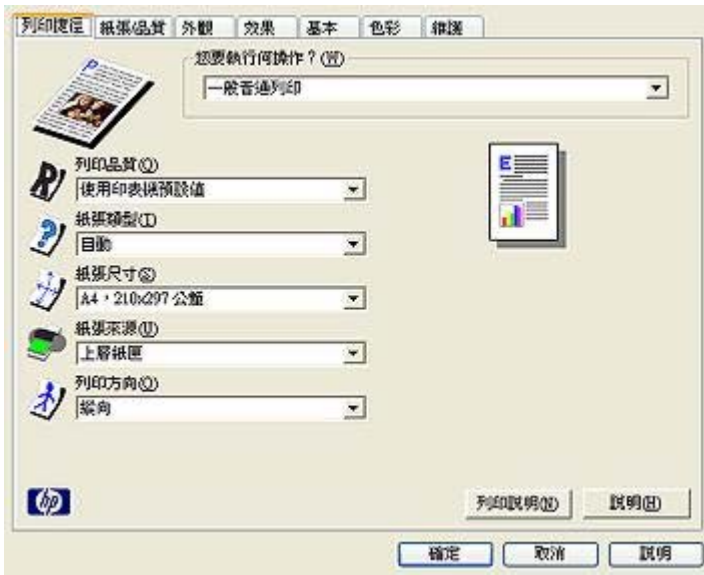 列印捷徑 紙張/品質 外觀 效果 基本 色彩 維護
您要執行何操作？(W)
一般普通列印
列印品質(Q)
使用印表機預設值
紙張類型(T)
自動
紙張尺寸(S)
A4，210x297 公釐
紙張來源(U)
上層紙匣
列印方向(O)
縱向
hp
列印說明(N) 說明(H)
確定 取消 說明